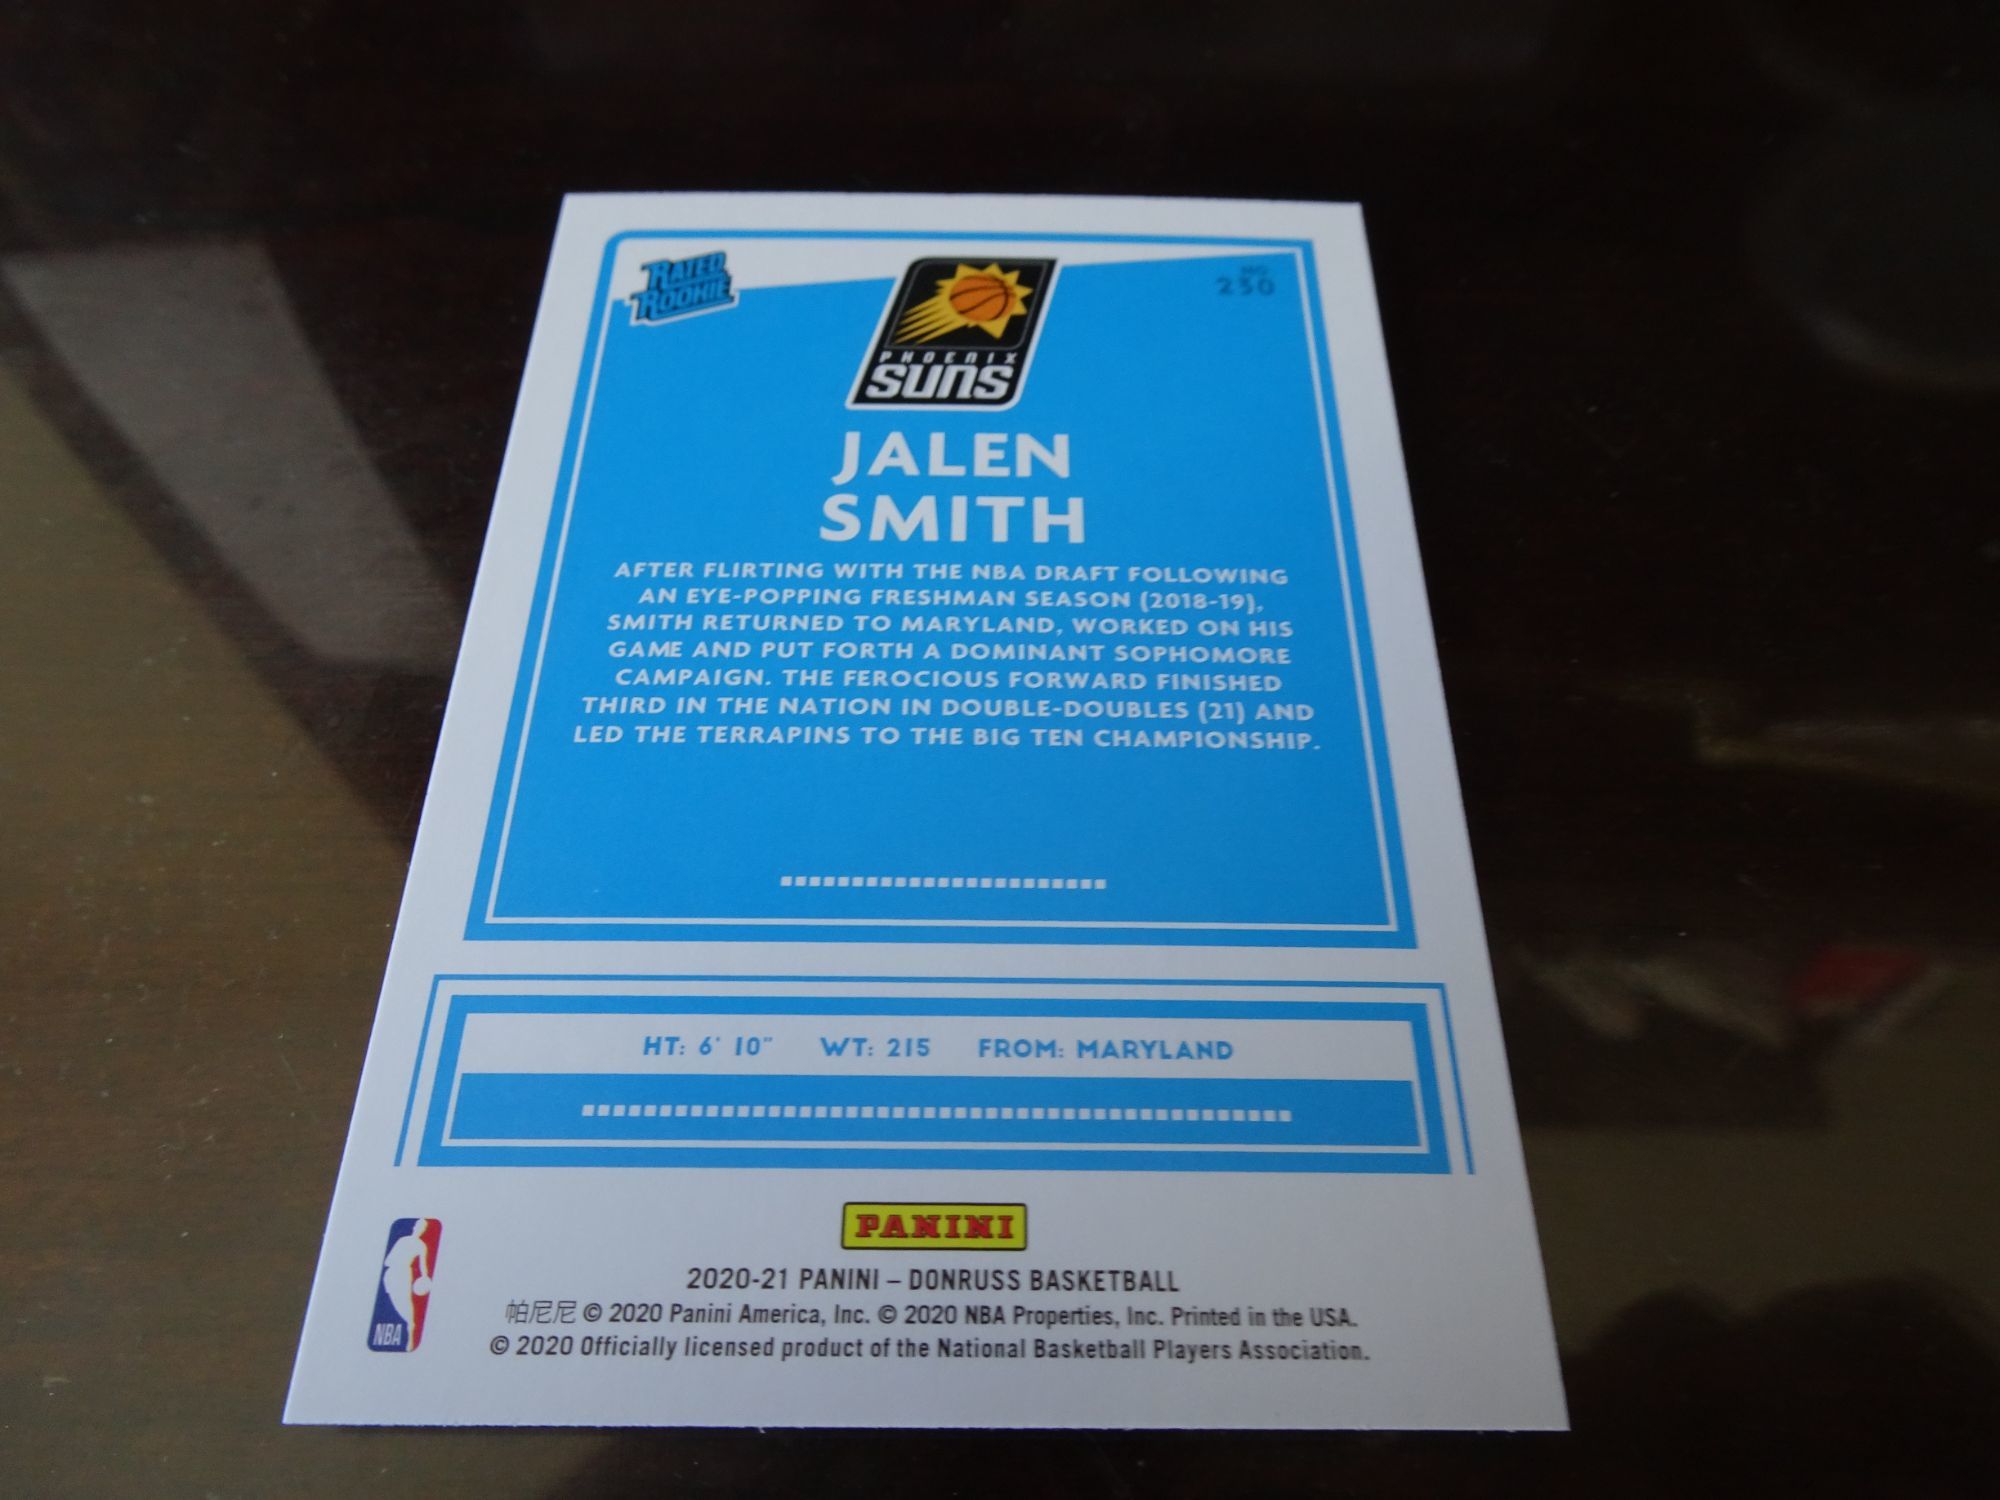 RATED
ROOKIE
NO
230
PHOENIX
SUNS
JALEN
SMITH
AFTER FLIRTING WITH THE NBA DRAFT FOLLOWING
AN EYE-POPPING FRESHMAN SEASON (2018-19),
SMITH RETURNED TO MARYLAND, WORKED ON HIS
GAME AND PUT FORTH A DOMINANT SOPHOMORE
CAMPAIGN. THE FEROCIOUS FORWARD FINISHED
THIRD IN THE NATION IN DOUBLE-DOUBLES (21) AND
LED THE TERRAPINS TO THE BIG TEN CHAMPIONSHIP.
HT: 6' 10" WT: 215 FROM: MARYLAND
PANINI
NBA
2020-21 PANINI – DONRUSS BASKETBALL
帕尼尼 © 2020 Panini America, Inc. © 2020 NBA Properties, Inc. Printed in the USA.
© 2020 Officially licensed product of the National Basketball Players Association.